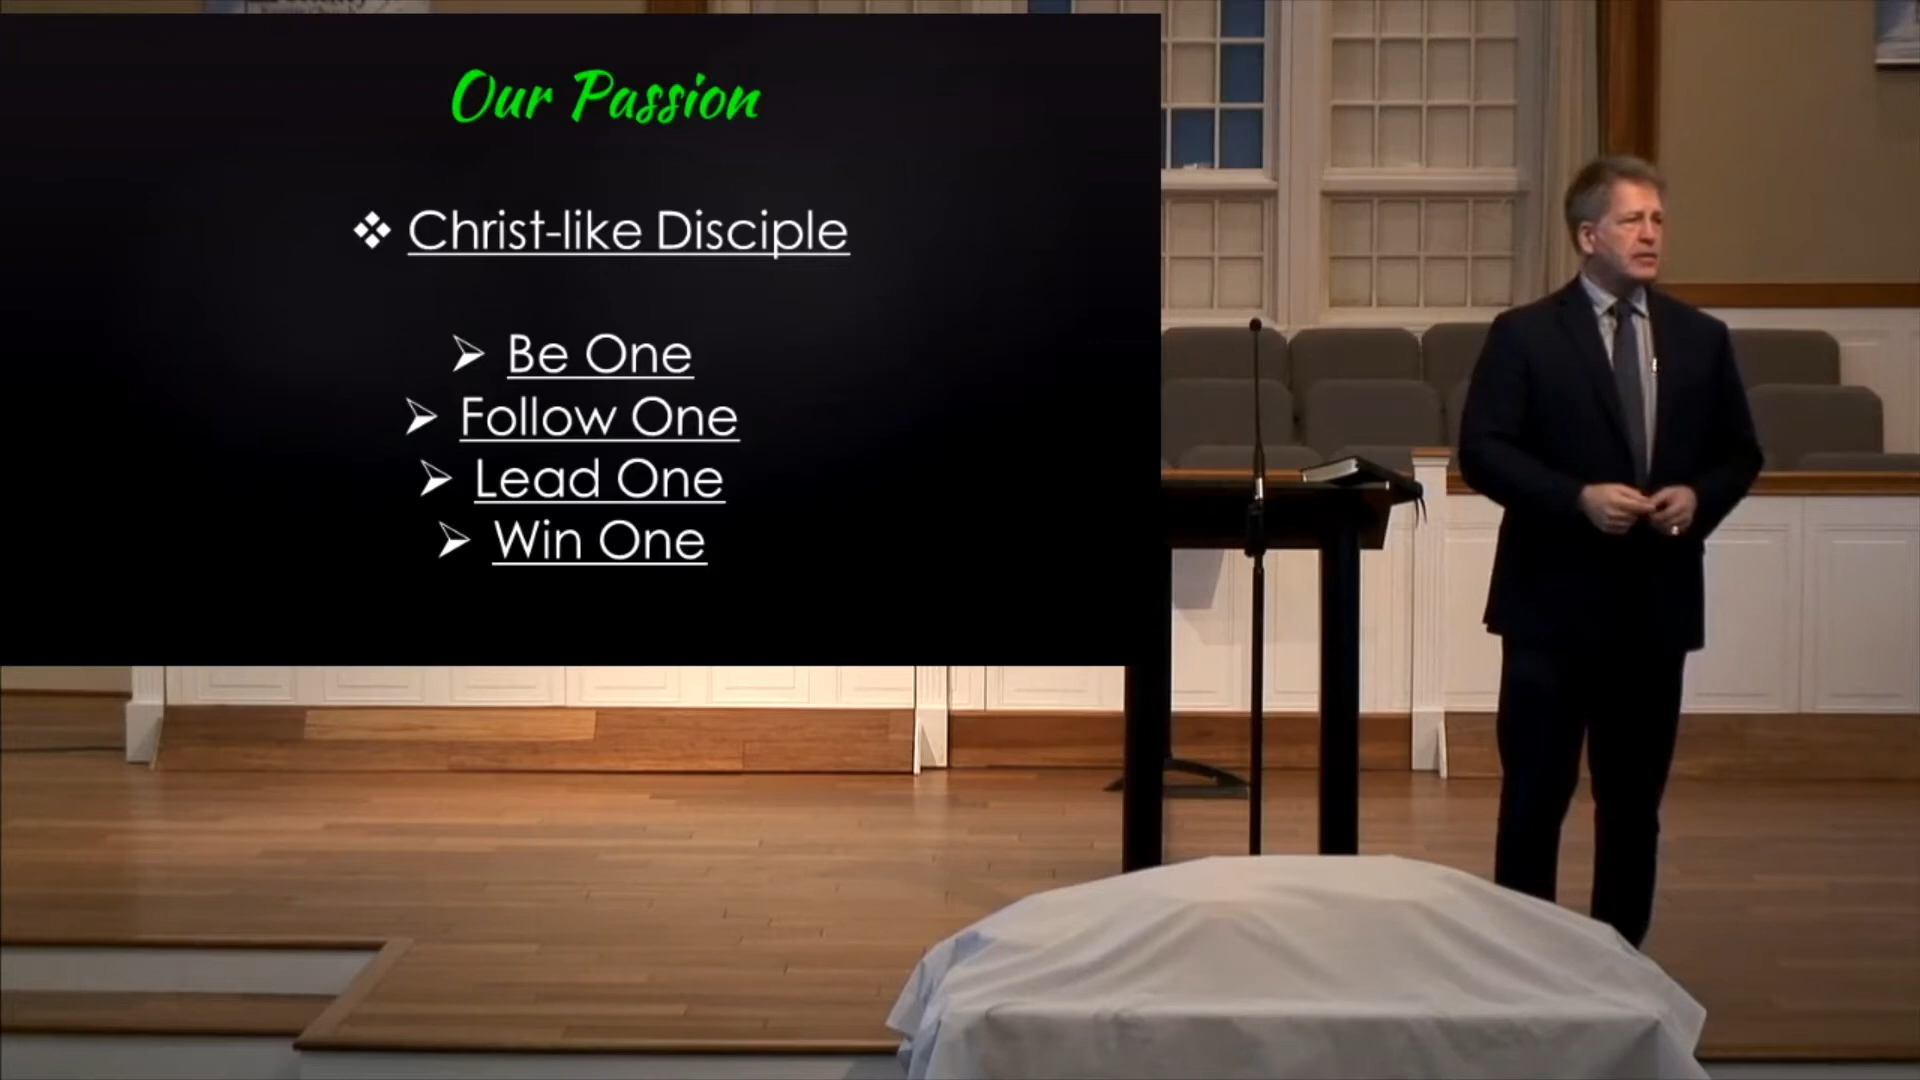 Our Passion
❖ Christ-like Disciple
➢ Be One
➢ Follow One
➢ Lead One
➢ Win One